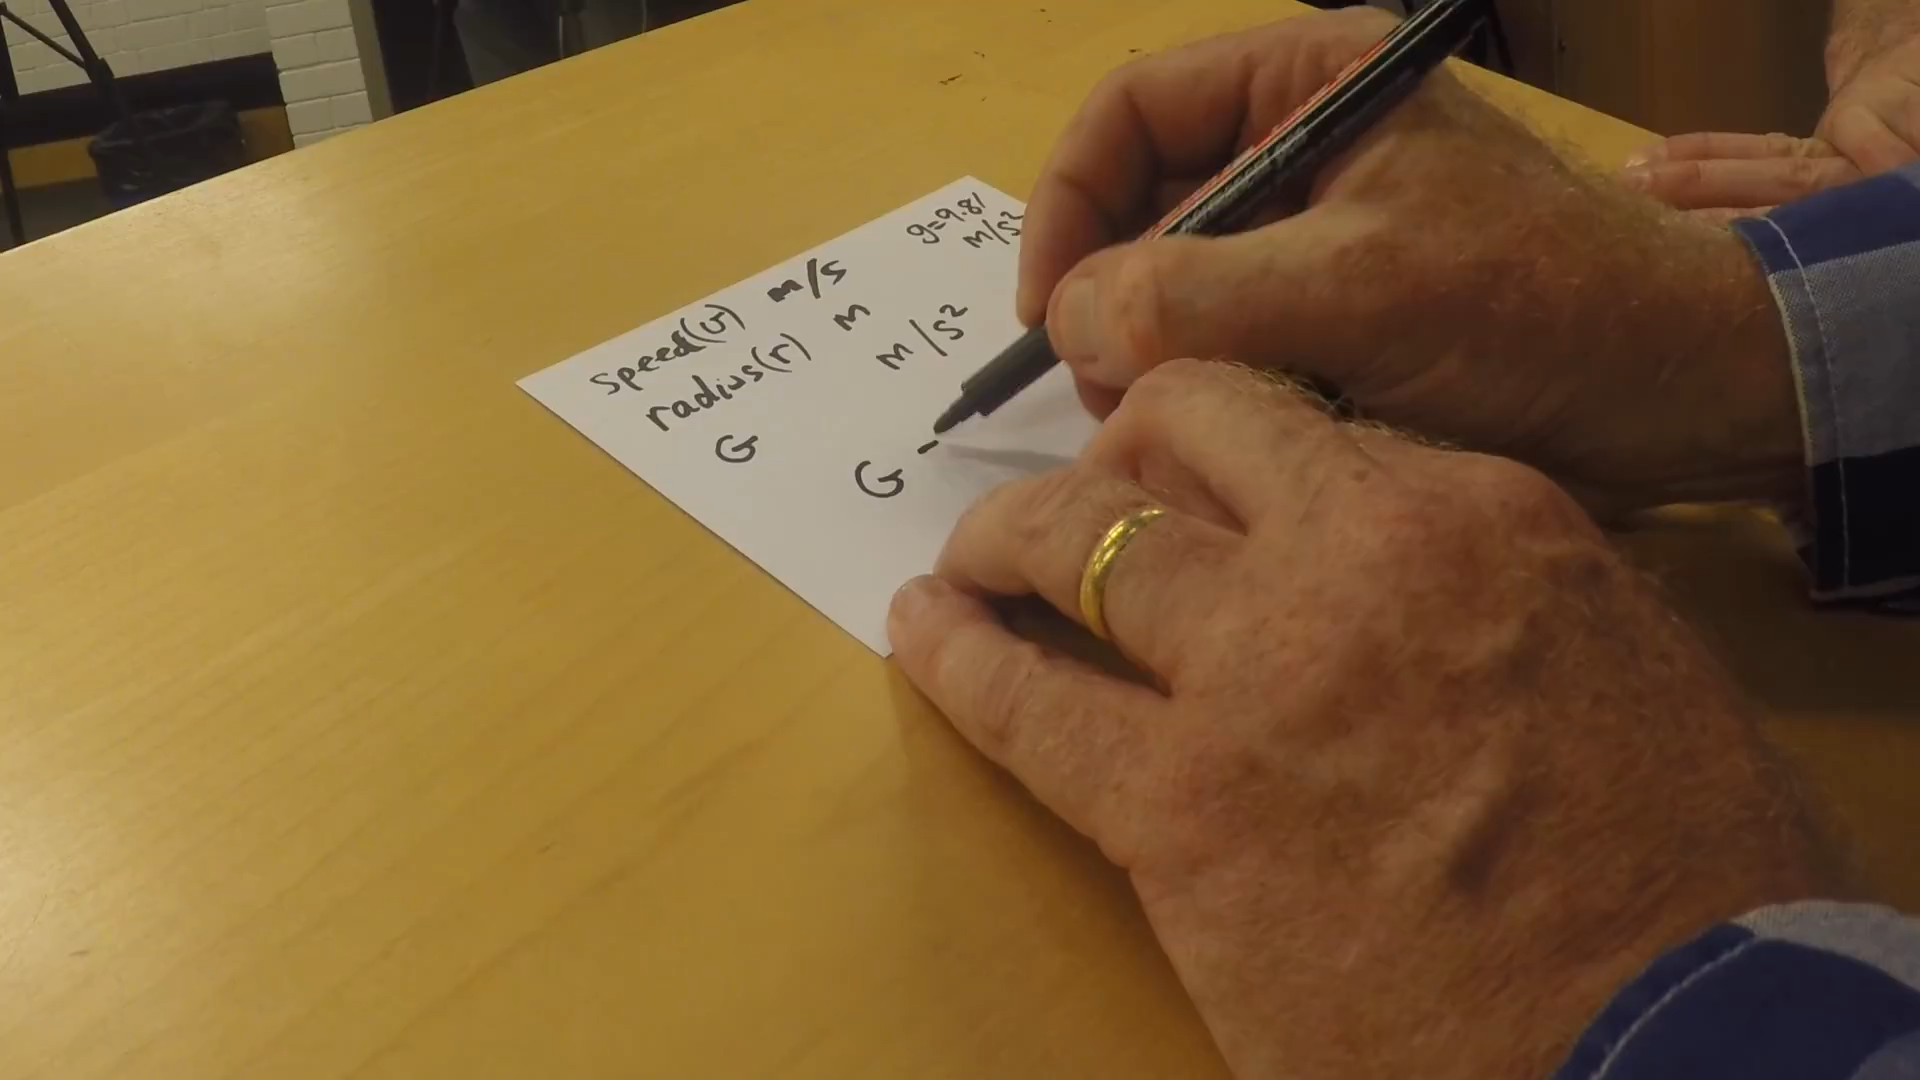 g=9.81
m/s²
speed(v) m/s
radius(r) m
G m/s²
G -